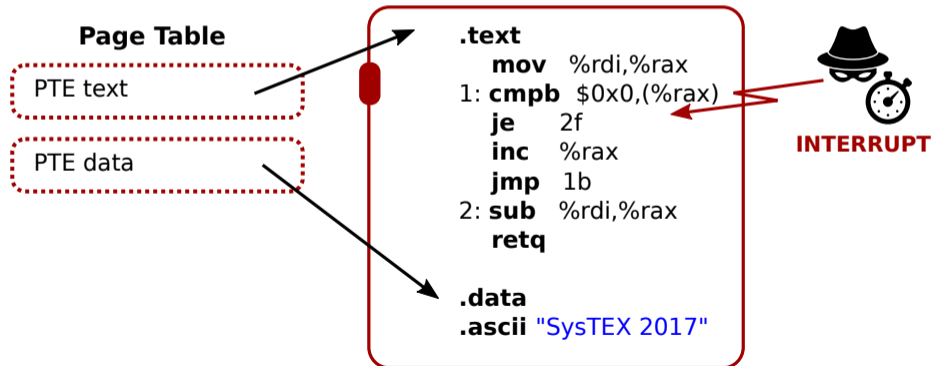 Page Table
PTE text
PTE data
.text
mov %rdi,%rax
1: cmpb $0x0,(%rax)
je 2f
inc %rax
jmp 1b
2: sub %rdi,%rax
retq
.data
.ascii "SysTEX 2017"
INTERRUPT